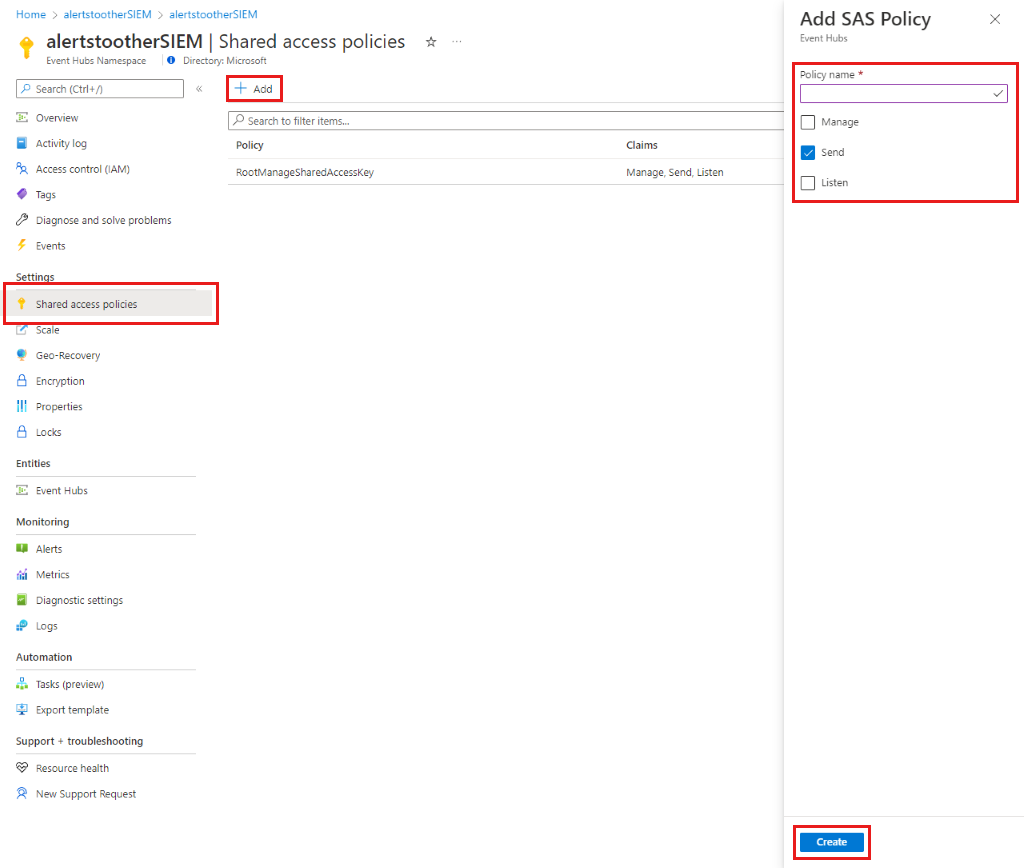 Home > alertstootherSIEM > alertstootherSIEM
alertstootherSIEM | Shared access policies
Event Hubs Namespace
Directory: Microsoft
Search (Ctrl+/)
«
Overview
Activity log
Access control (IAM)
Tags
Diagnose and solve problems
Events
Settings
Shared access policies
Scale
Geo-Recovery
Encryption
Properties
Locks
Entities
Event Hubs
Monitoring
Alerts
Metrics
Diagnostic settings
Logs
Automation
Tasks (preview)
Export template
Support + troubleshooting
Resource health
New Support Request
+ Add
Search to filter items...
Policy Claims
RootManageSharedAccessKey Manage, Send, Listen
Add SAS Policy
Event Hubs
Policy name *
Manage
Send
Listen
Create